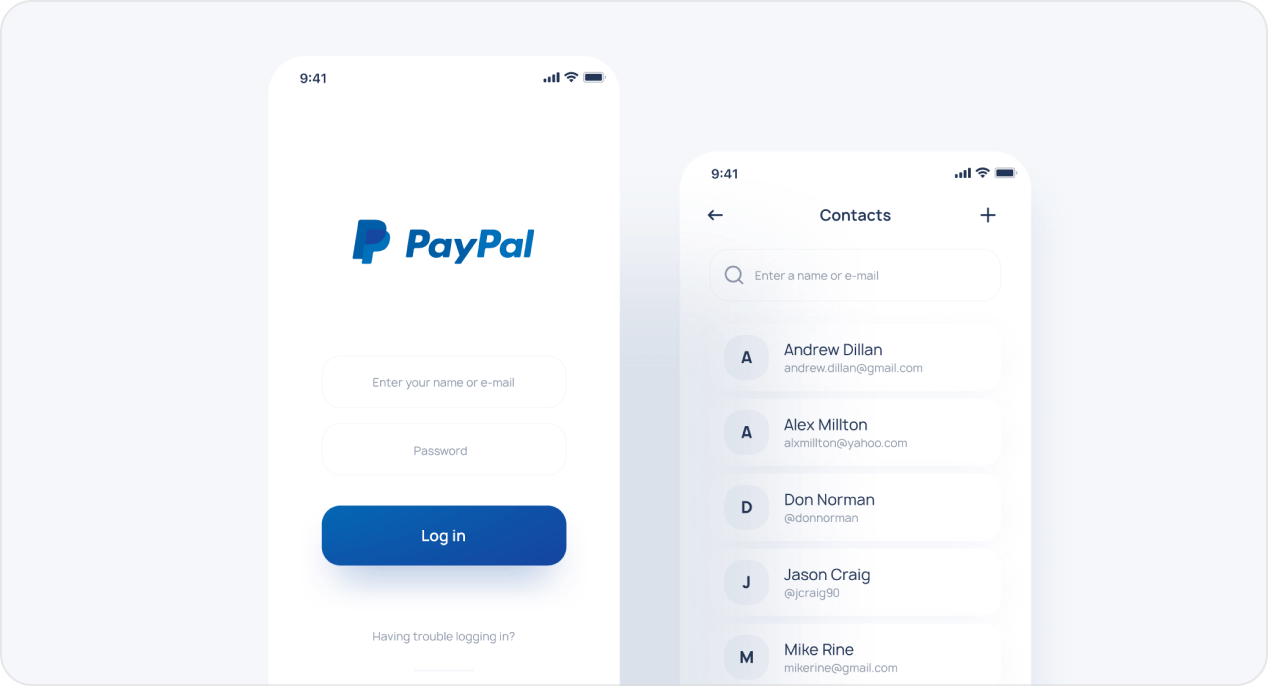 9:41
PayPal
Enter your name or e-mail
Password
Log in
Having trouble logging in?
9:41
Contacts
Enter a name or e-mail
A
Andrew Dillan
andrew.dillan@gmail.com
A
Alex Millton
alxmillton@yahoo.com
D
Don Norman
@donnorman
J
Jason Craig
@jcraig90
M
Mike Rine
mikerine@gmail.com